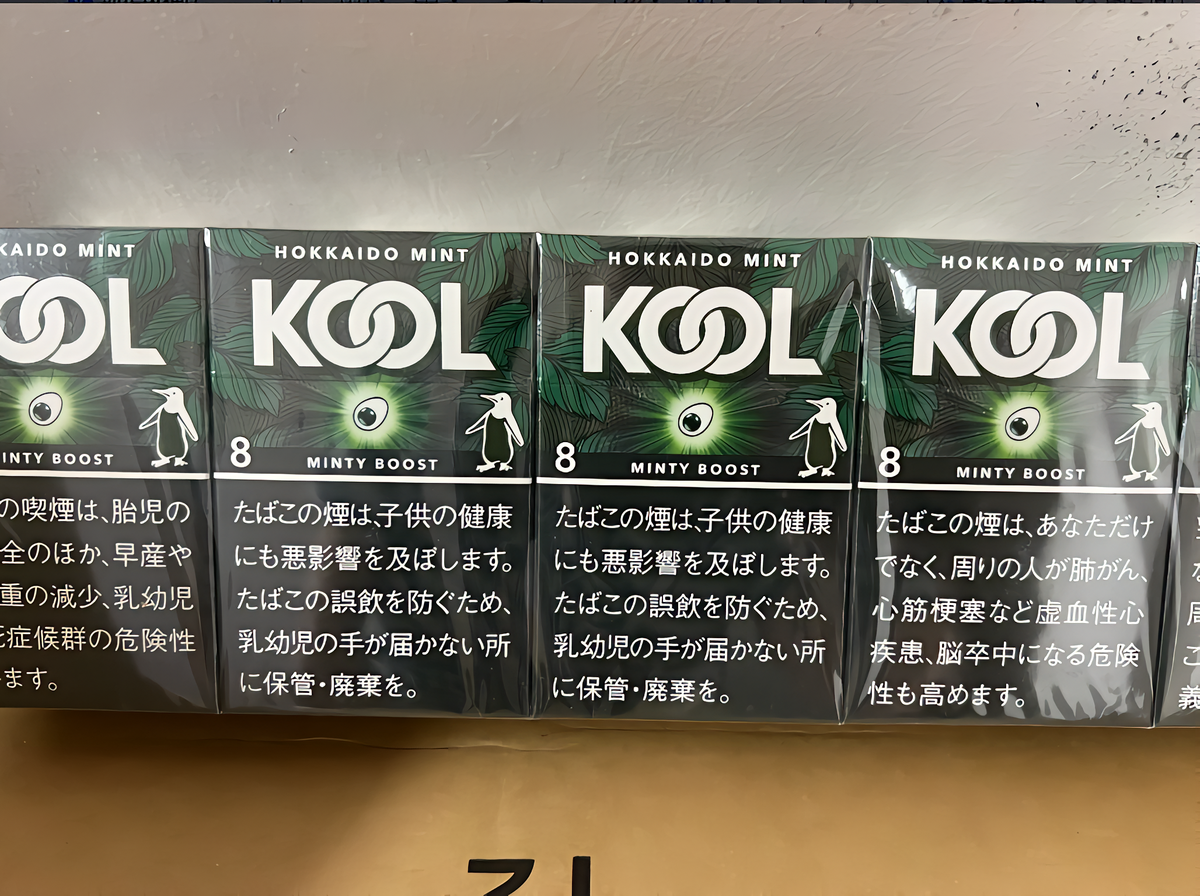 KAIDO MINT
KOOL
INTY BOOST
の喫煙は、胎児の
全のほか、早産や
重の減少、乳幼児
症候群の危険性
ます。
HOKKAIDO MINT
KOOL
8
MINTY BOOST
たばこの煙は、子供の健康
にも悪影響を及ぼします。
たばこの誤飲を防ぐため、
乳幼児の手が届かない所
に保管・廃棄を。
HOKKAIDO MINT
KOOL
8
MINTY BOOST
たばこの煙は、子供の健康
にも悪影響を及ぼします。
たばこの誤飲を防ぐため、
乳幼児の手が届かない所
に保管・廃棄を。
HOKKAIDO MINT
KOOL
8
MINTY BOOST
たばこの煙は、あなただけ
でなく、周りの人が肺がん、
心筋梗塞など虚血性心
疾患、脳卒中になる危険
性も高めます。